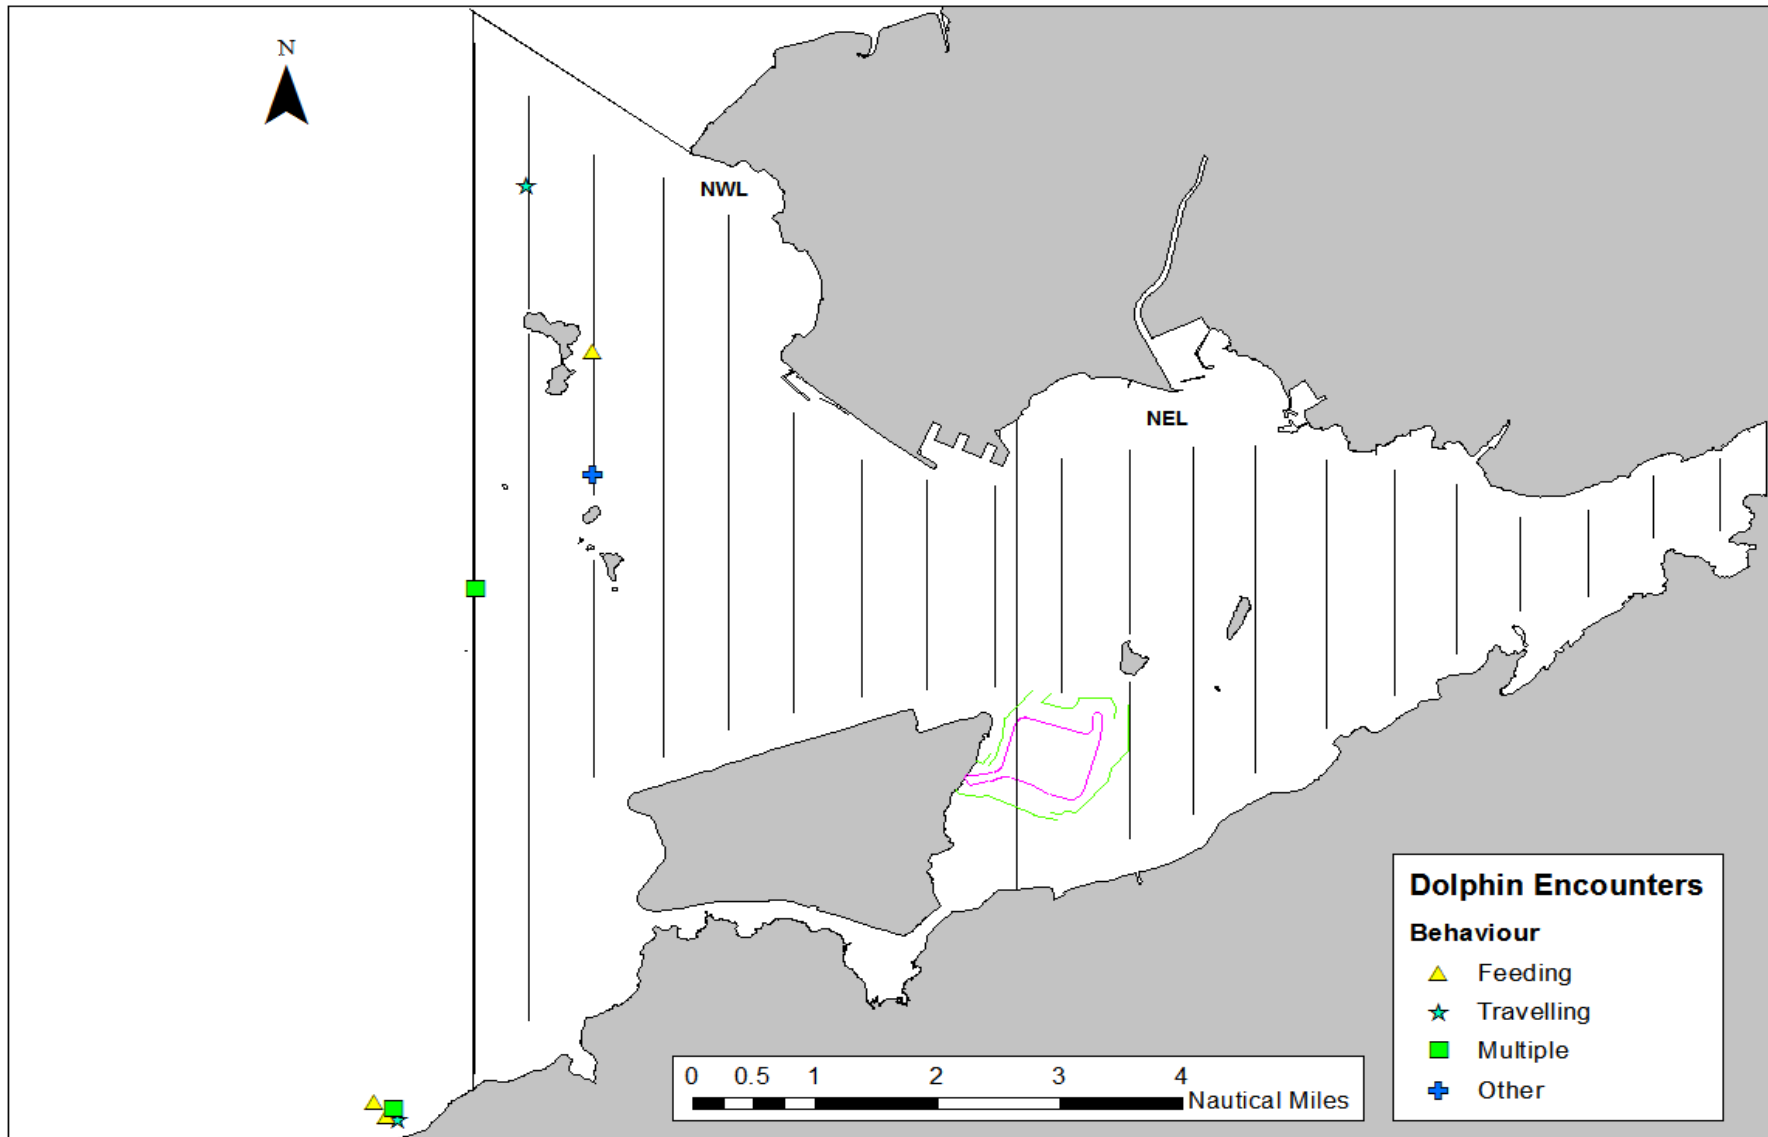 N
NWL
NEL
Dolphin Encounters
Behaviour
Feeding
Travelling
Multiple
Other
0 0.5 1 2 3 4
Nautical Miles